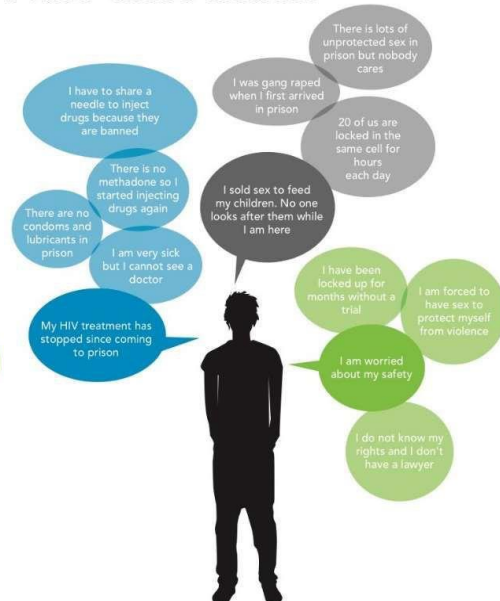 I have to share a
needle to inject
drugs because they
are banned
There is no
methadone so I
started injecting
drugs again
There are no
condoms and
lubricants in
prison
I am very sick
but I cannot see a
doctor
My HIV treatment has
stopped since coming
to prison
There is lots of
unprotected sex in
prison but nobody
cares
I was gang raped
when I first arrived
in prison
20 of us are
locked in the
same cell for
hours
each day
I sold sex to feed
my children. No one
looks after them while
I am here
I have been
locked up for
months without a
trial
I am forced to
have sex to
protect myself
from violence
I am worried
about my safety
I do not know my
rights and I don't
have a lawyer